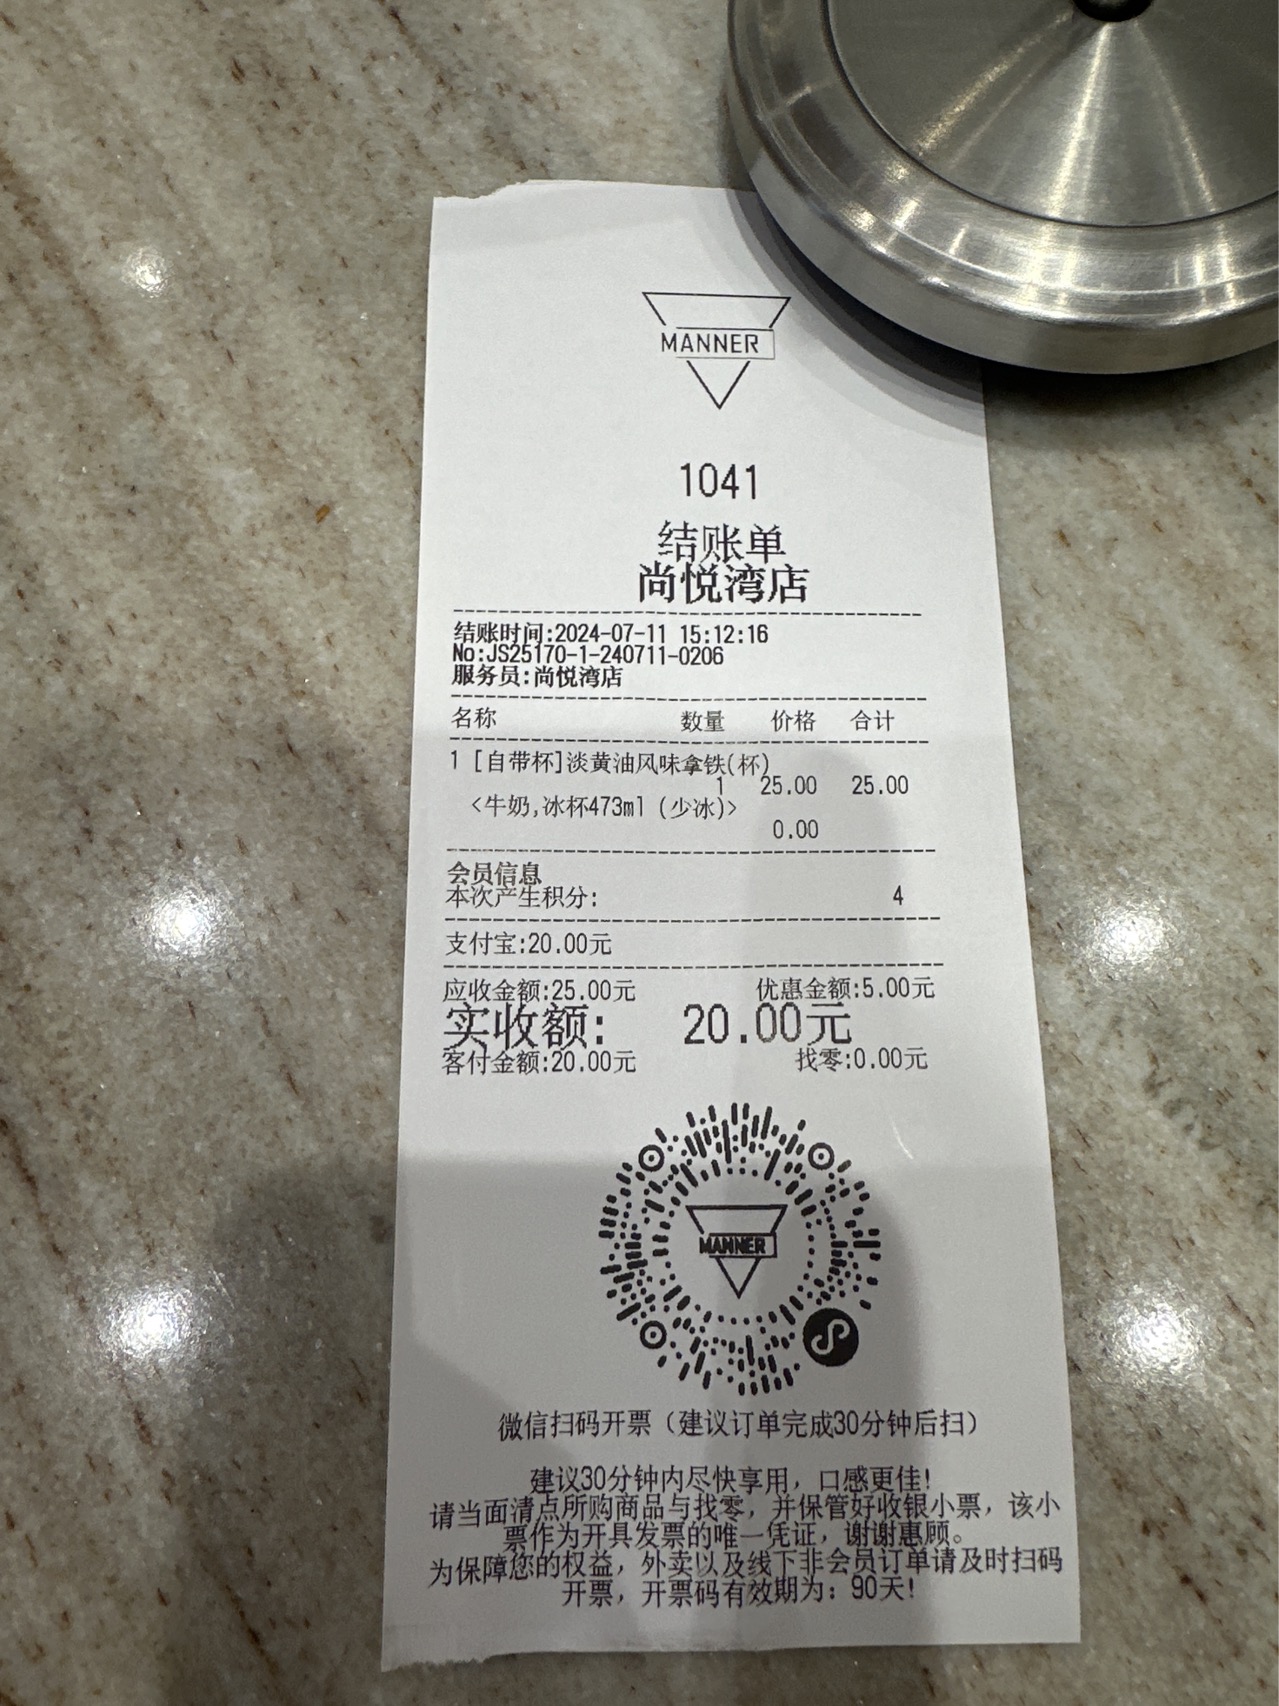 MANNER
1041
结账单
尚悦湾店
结账时间:2024-07-11 15:12:16
No:JS25170-1-240711-0206
服务员:尚悦湾店
名称 数量 价格 合计
1 [自带杯]淡黄油风味拿铁(杯)
1 25.00 25.00
<牛奶,冰杯473ml (少冰)>
0.00
会员信息
本次产生积分: 4
支付宝:20.00元
应收金额:25.00元 优惠金额:5.00元
实收额: 20.00元
客付金额:20.00元 找零:0.00元
MANNER
微信扫码开票（建议订单完成30分钟后扫）
建议30分钟内尽快享用，口感更佳!
请当面清点所购商品与找零，并保管好收银小票，该小
票作为开具发票的唯一凭证，谢谢惠顾。
为保障您的权益，外卖以及线下非会员订单请及时扫码
开票，开票码有效期为：90天!